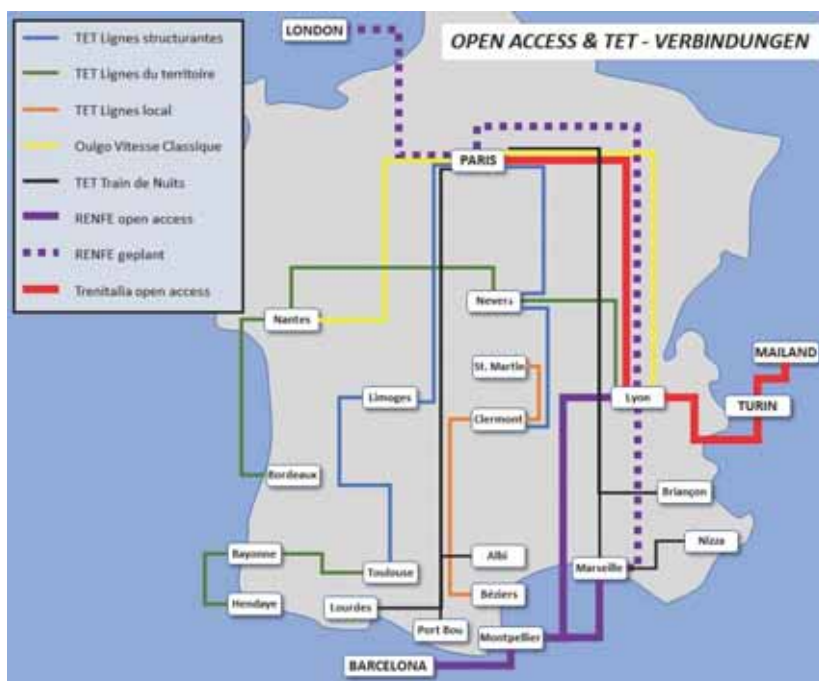 LONDON
OPEN ACCESS & TET - VERBINDUNGEN
TET Lignes structurantes
TET Lignes du territoire
TET Lignes local
Ouigo Vitesse Classique
TET Train de Nuits
RENFE open access
RENFE geplant
Trenitalia open access
PARIS
Nevers
Nantes
St. Martin
MAILAND
Limoges
Lyon
TURIN
Clermont
Bordeaux
Briançon
Nizza
Bayonne
Albi
Toulouse
Marseille
Hendaye
Lourdes
Béziers
Port Bou
Montpellier
BARCELONA